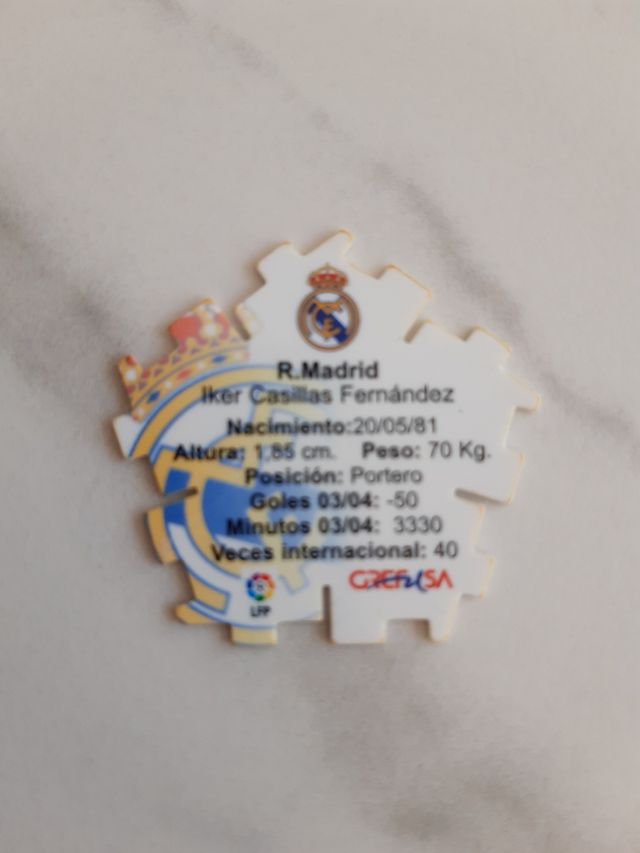 R.Madrid
Iker Casillas Fernández
Nacimiento:20/05/81
Altura: 1,85 cm. Peso: 70 Kg.
Posición: Portero
Goles 03/04: -50
Minutos 03/04: 3330
Veces internacional: 40
LFP GREFUSA